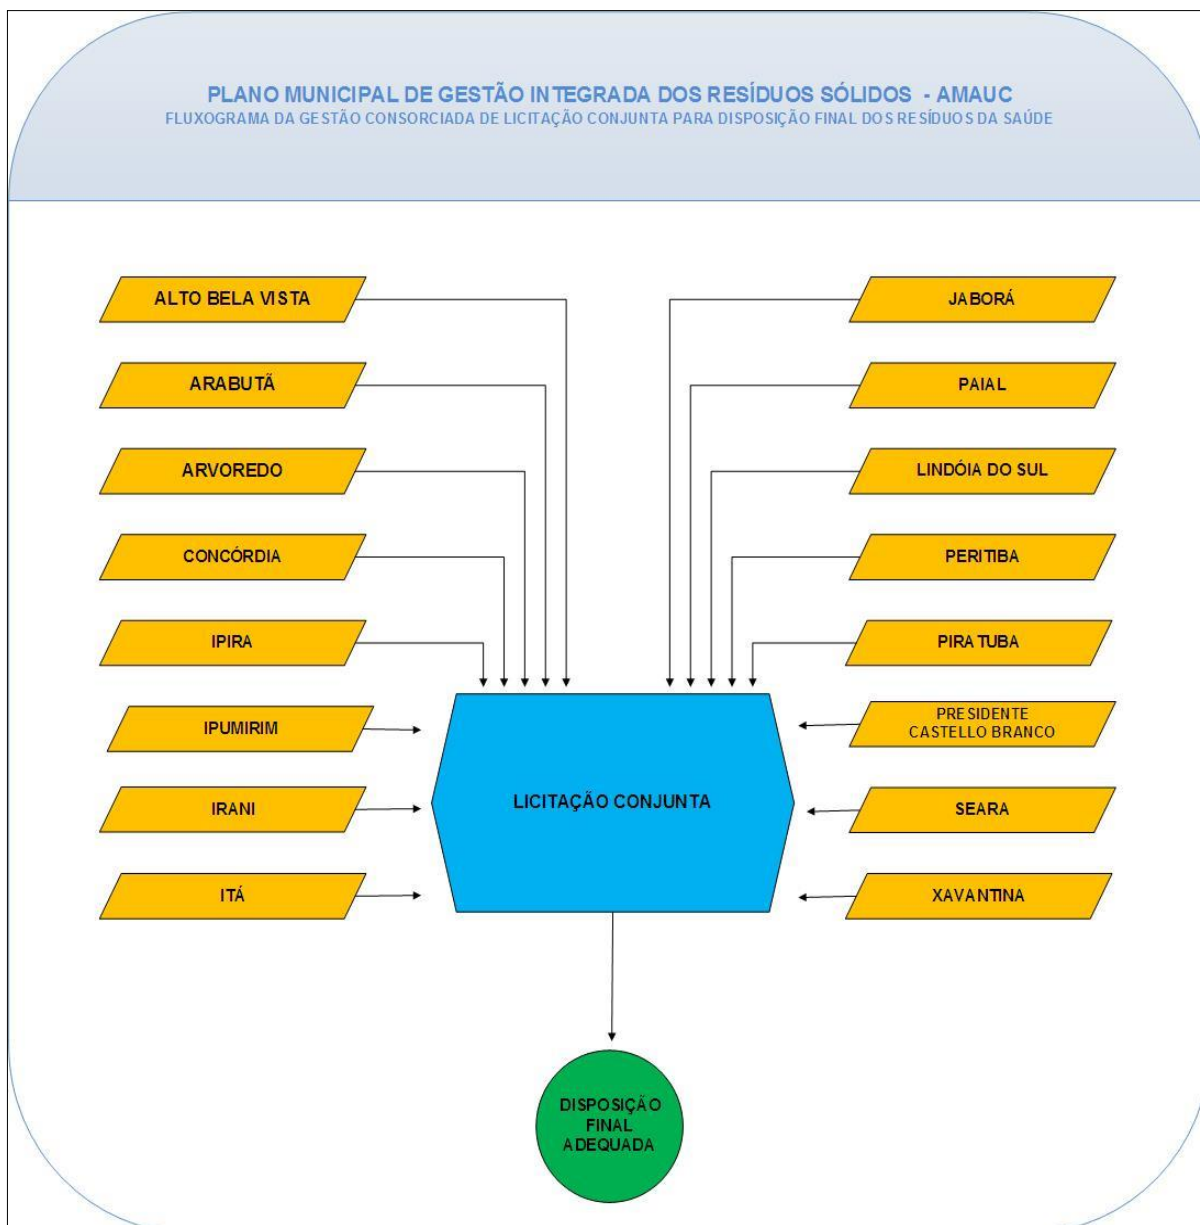 PLANO MUNICIPAL DE GESTÃO INTEGRADA DOS RESÍDUOS SÓLIDOS - AMAUC
FLUXOGRAMA DA GESTÃO CONSORCIADA DE LICITAÇÃO CONJUNTA PARA DISPOSIÇÃO FINAL DOS RESÍDUOS DA SAÚDE
ALTO BELA VISTA
ARABUTÃ
ARVOREDO
CONCÓRDIA
IPIRA
IPUMIRIM
IRANI
ITÁ
JABORÁ
PAIAL
LINDÓIA DO SUL
PERITIBA
PIRATUBA
PRESIDENTE
CASTELLO BRANCO
SEARA
XAVANTINA
LICITAÇÃO CONJUNTA
DISPOSIÇÃO
FINAL
ADEQUADA